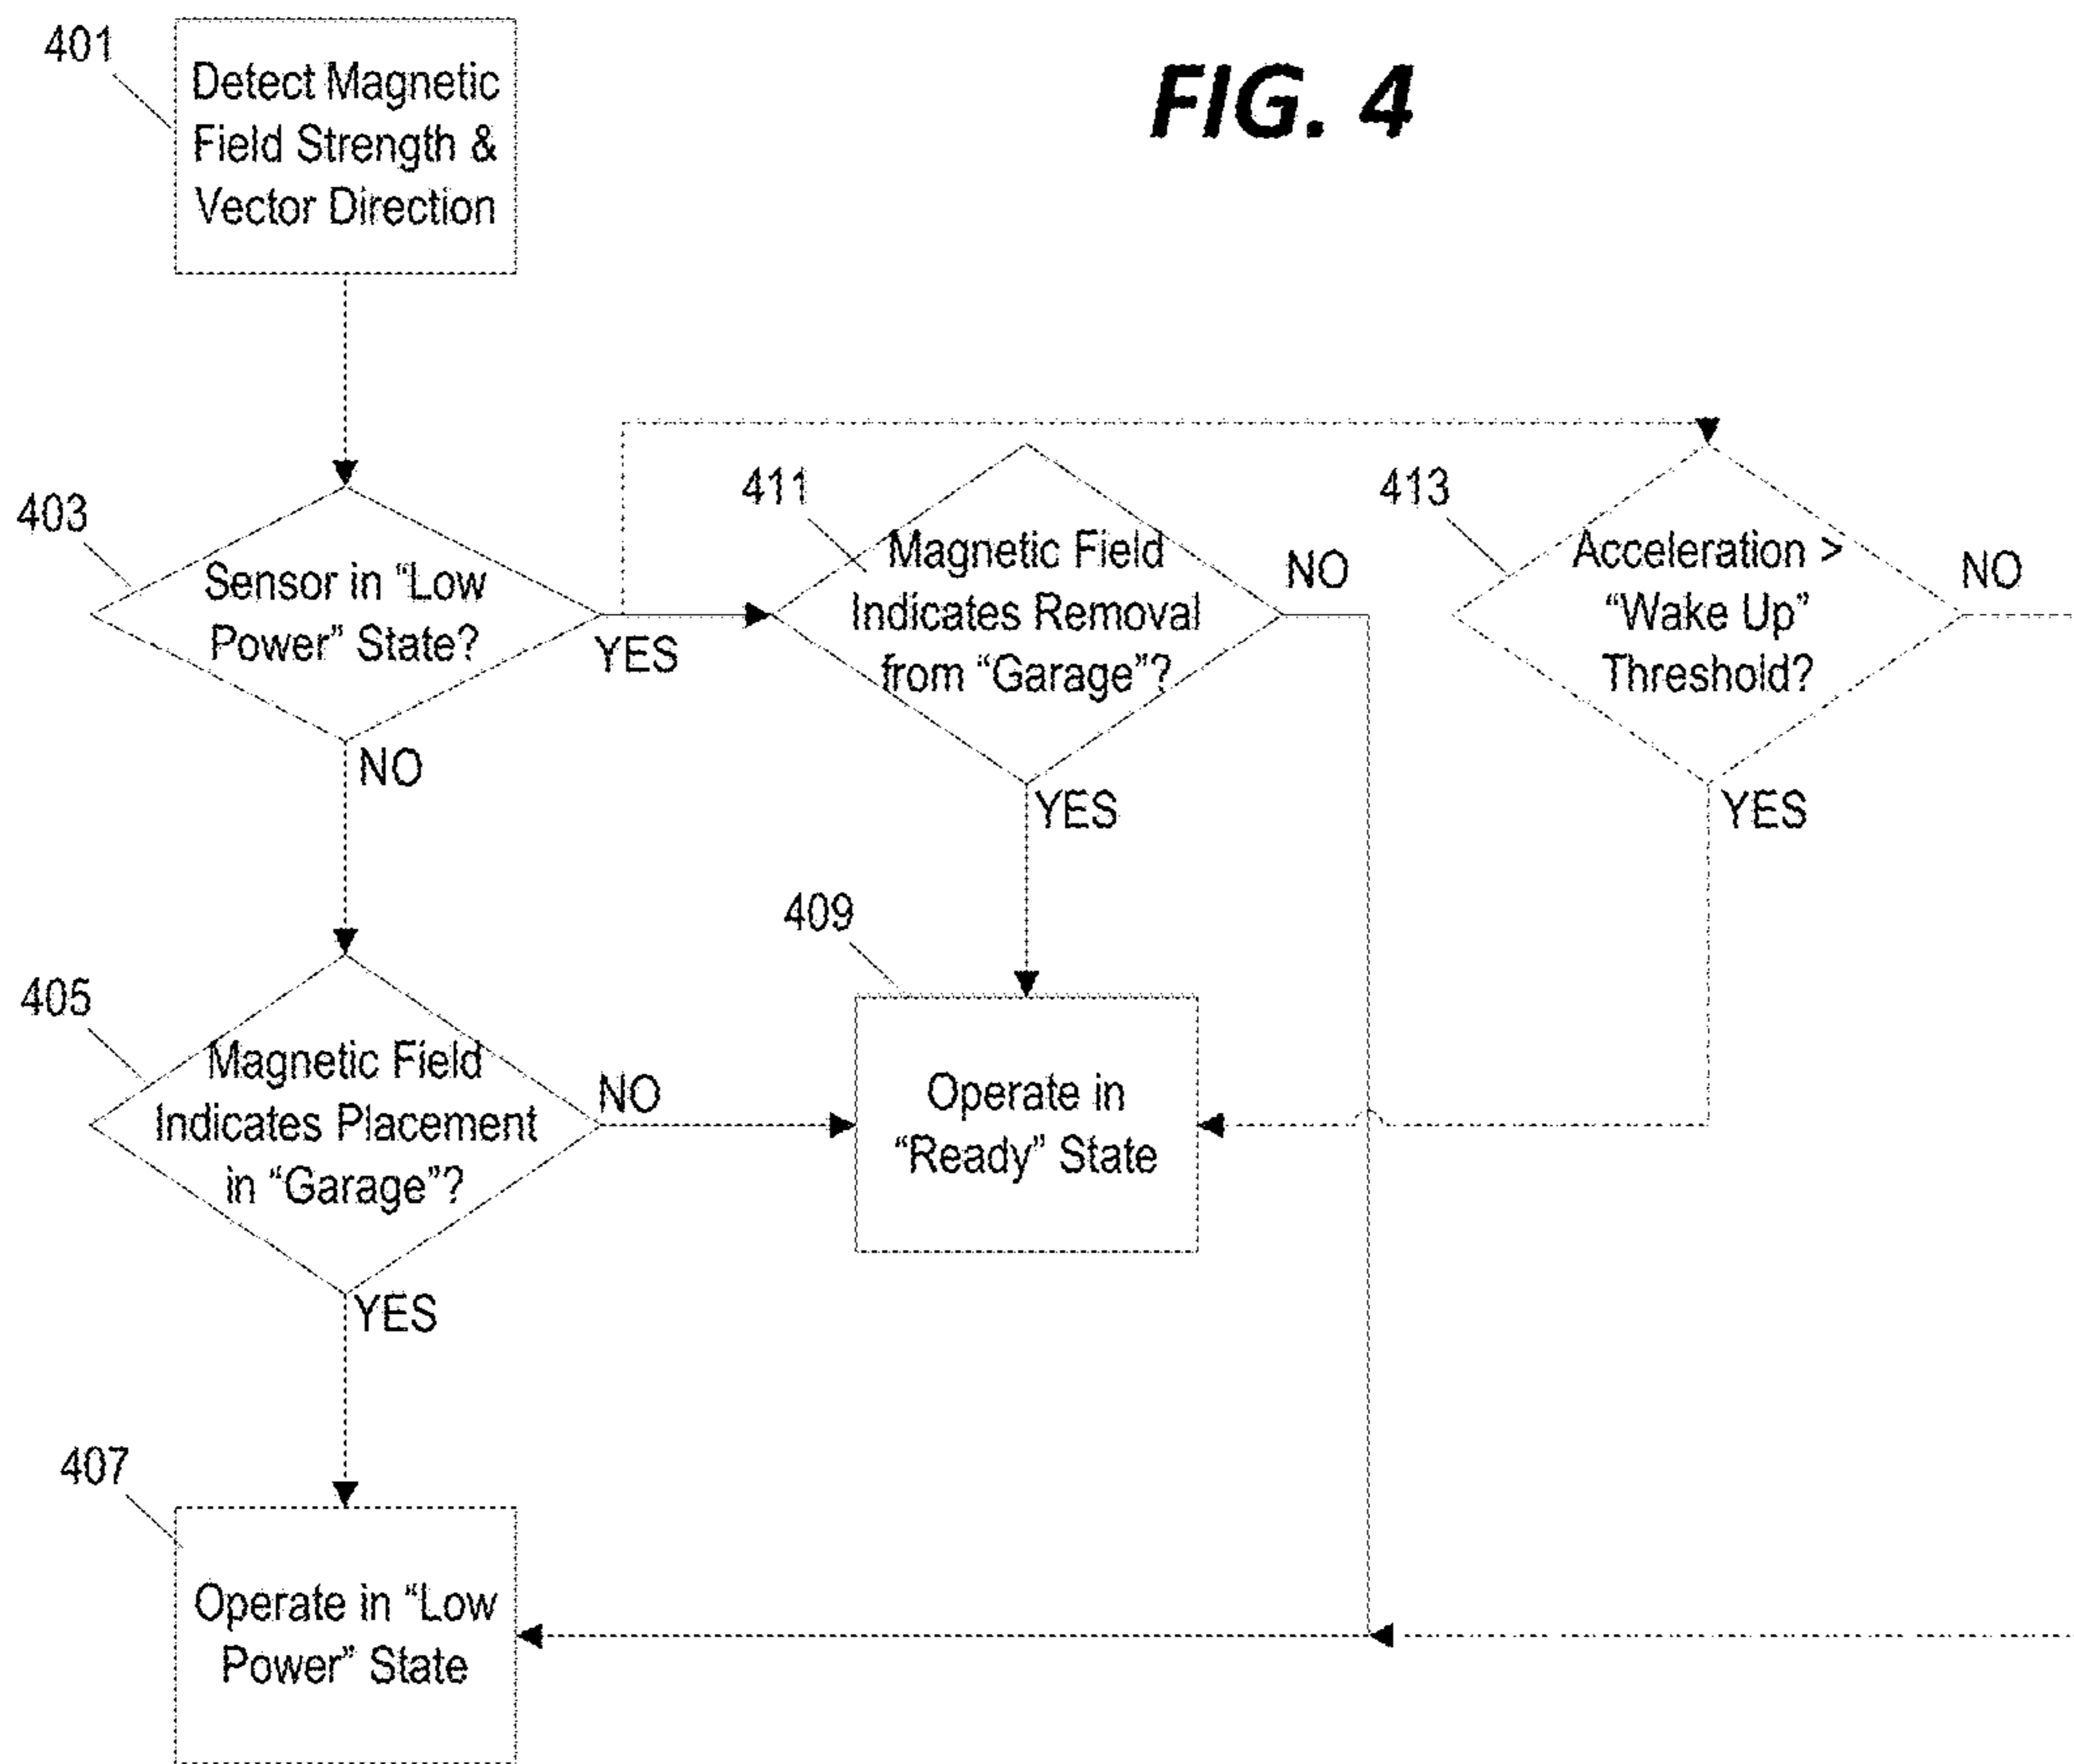 FIG. 4
401
Detect Magnetic
Field Strength &
Vector Direction
403
Sensor in “Low
Power” State?
YES
NO
411
Magnetic Field
Indicates Removal
from “Garage”?
NO
YES
413
Acceleration >
“Wake Up”
Threshold?
NO
YES
405
Magnetic Field
Indicates Placement
in “Garage”?
NO
YES
409
Operate in
“Ready” State
407
Operate in “Low
Power” State